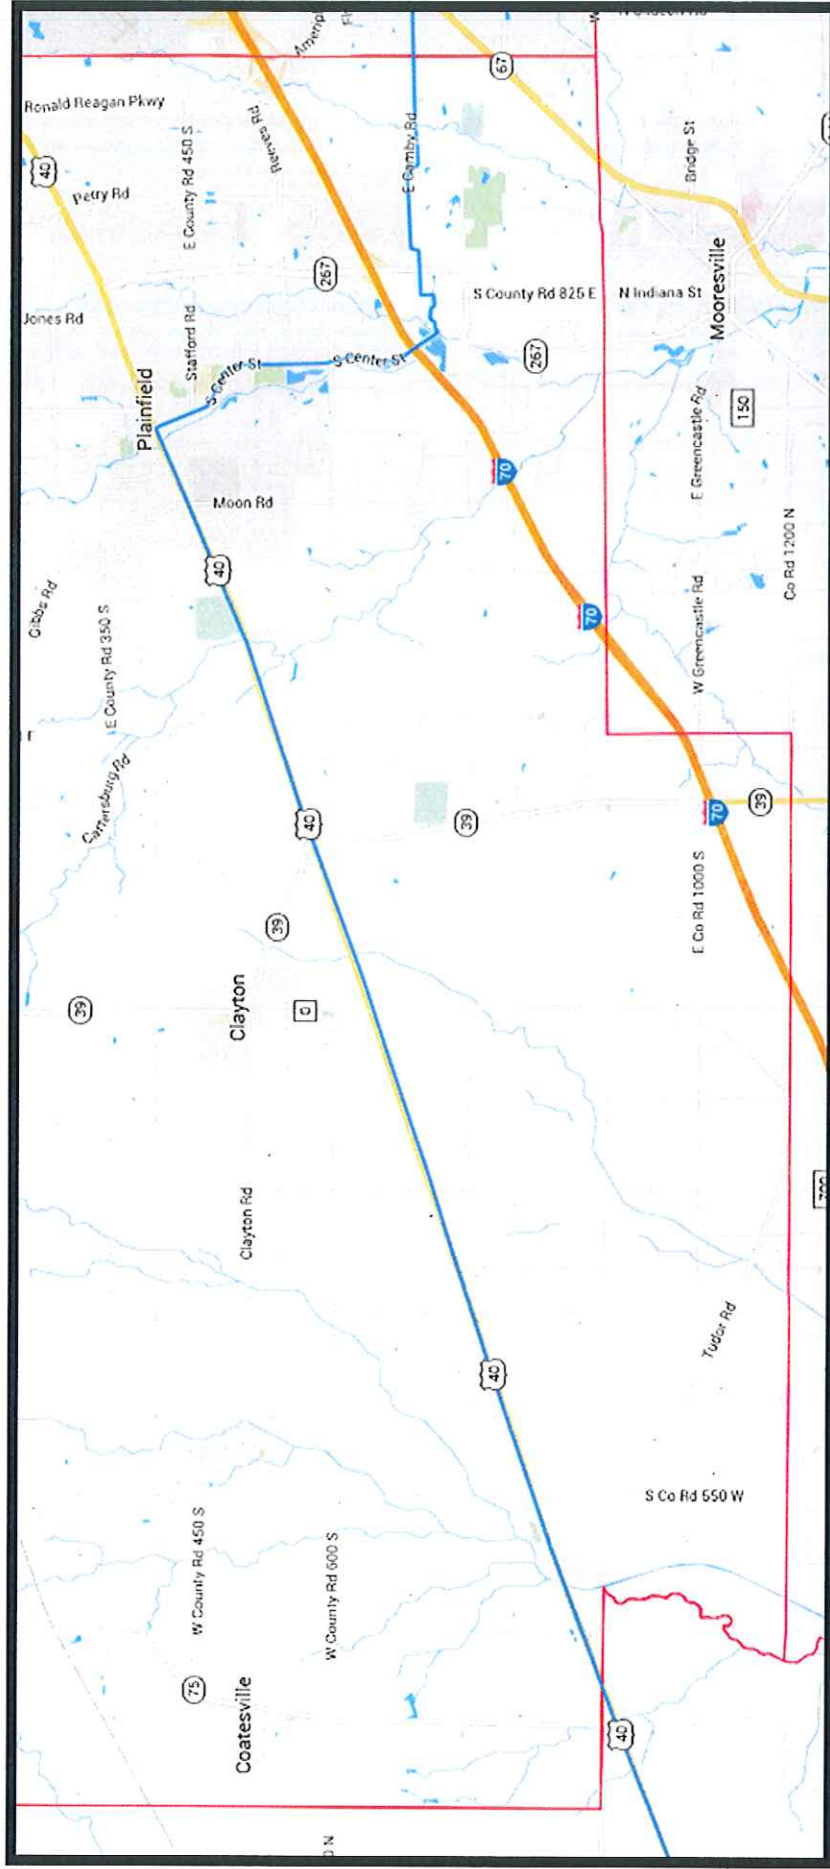 Ronald Reagan Pkwy
40
Petry Rd
E County Rd 450 S
Reeves Rd
67
E Camby Rd
Bridge St
267
Jones Rd
Stafford Rd
S County Rd 825 E
N Indiana St
Mooresville
Plainfield
S Center St
S Center St
267
150
E Greencastle Rd
70
Moon Rd
Co Rd 1200 N
40
Gibbs Rd
E County Rd 350 S
70
W Greencastle Rd
Cartersburg Rd
40
39
70
39
39
E Co Rd 1000 S
39
Clayton
0
Clayton Rd
700
40
Tudor Rd
S Co Rd 550 W
W County Rd 450 S
W County Rd 600 S
75
Coatesville
40